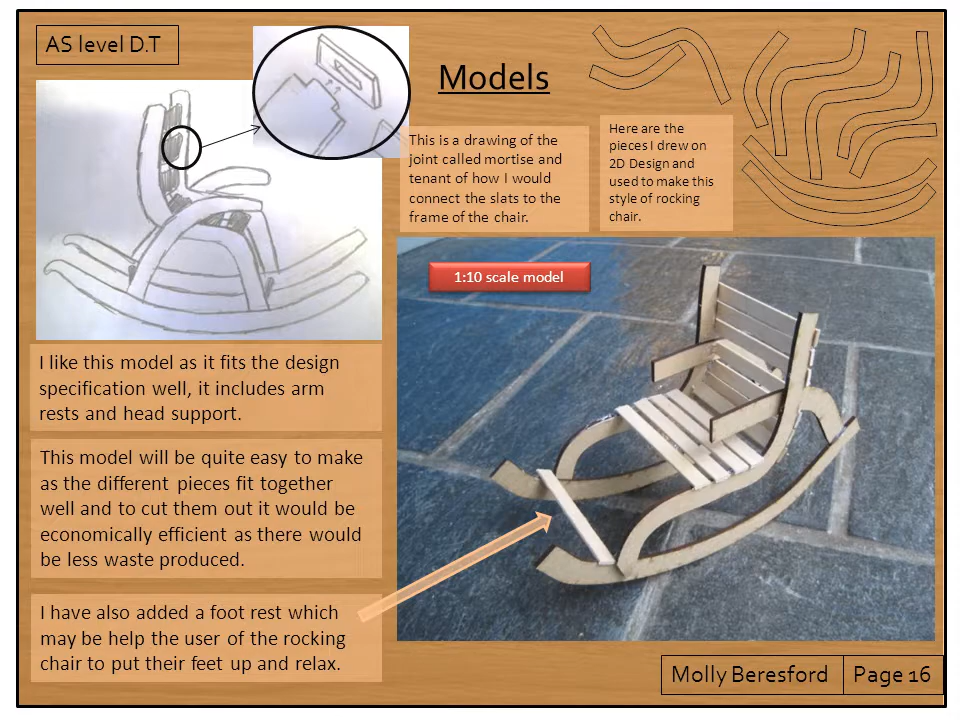 AS level D.T
Models
This is a drawing of the
joint called mortise and
tenant of how I would
connect the slats to the
frame of the chair.
Here are the
pieces I drew on
2D Design and
used to make this
style of rocking
chair.
1:10 scale model
I like this model as it fits the design
specification well, it includes arm
rests and head support.
This model will be quite easy to make
as the different pieces fit together
well and to cut them out it would be
economically efficient as there would
be less waste produced.
I have also added a foot rest which
may be help the user of the rocking
chair to put their feet up and relax.
Molly Beresford
Page 16